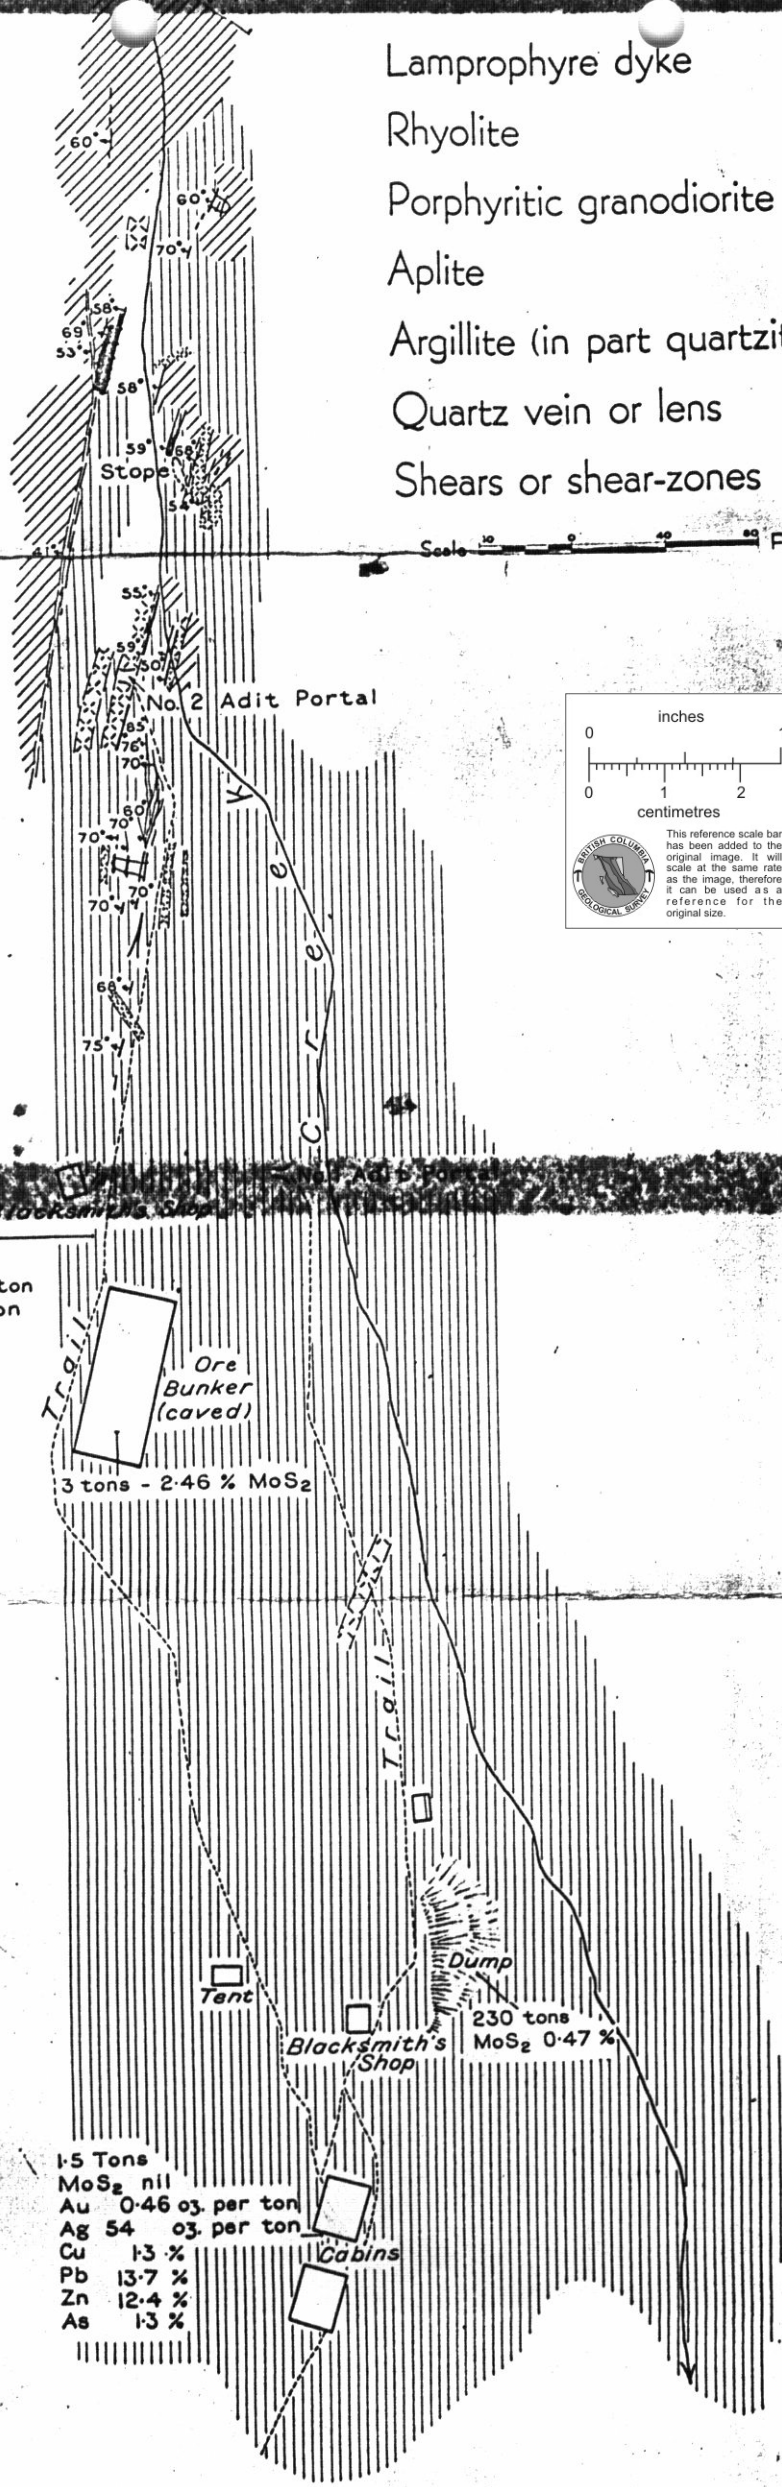 Lamprophyre dyke
Rhyolite
Porphyritic granodiorite
Aplite
Argillite (in part
Quartz vein or lens
Shears or shear-zones
60°
60°
70°
58°
69°
53°
58°
59°
68
Stope
54°
41°
Scale 0 40 80
55°
59°
50°
No. 2 Adit Portal
85°
76°
70°
60°
70°
70°
70°
70°
68°
75°
Creek
inches
0
0 1 2
centimetres
BRITISH COLUMBIA
GEOLOGICAL SURVEY
This reference scale bar
has been added to the
original image. It will
scale at the same rate
as the image, therefore
it can be used as a
reference for the
original size.
Adit Portal
Blacksmith's Shop
ton
Trail
Ore
Bunker
(caved)
3 tons - 2.46 % MoS₂
Trail
Tent
Dump
230 tons
MoS₂ 0.47 %
Blacksmith's
Shop
1.5 Tons
MoS₂ nil
Au 0.46 oz. per ton
Ag 54 oz. per ton
Cu 1.3 %
Pb 13.7 %
Zn 12.4 %
As 1.3 %
Cabins